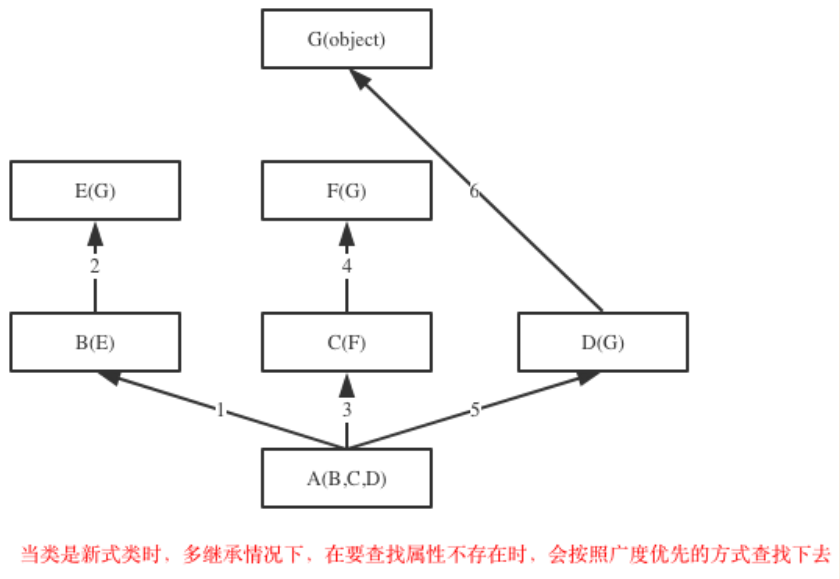 G(object)
E(G)
F(G)
6
2
4
B(E)
C(F)
D(G)
1
3
5
A(B,C,D)
当类是新式类时，多继承情况下，在要查找属性不存在时，会按照广度优先的方式查找下去